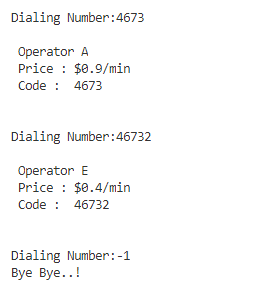 Dialing Number:4673
Operator A
Price : $0.9/min
Code :  4673
Dialing Number:46732
Operator E
Price : $0.4/min
Code :  46732
Dialing Number:-1
Bye Bye..!